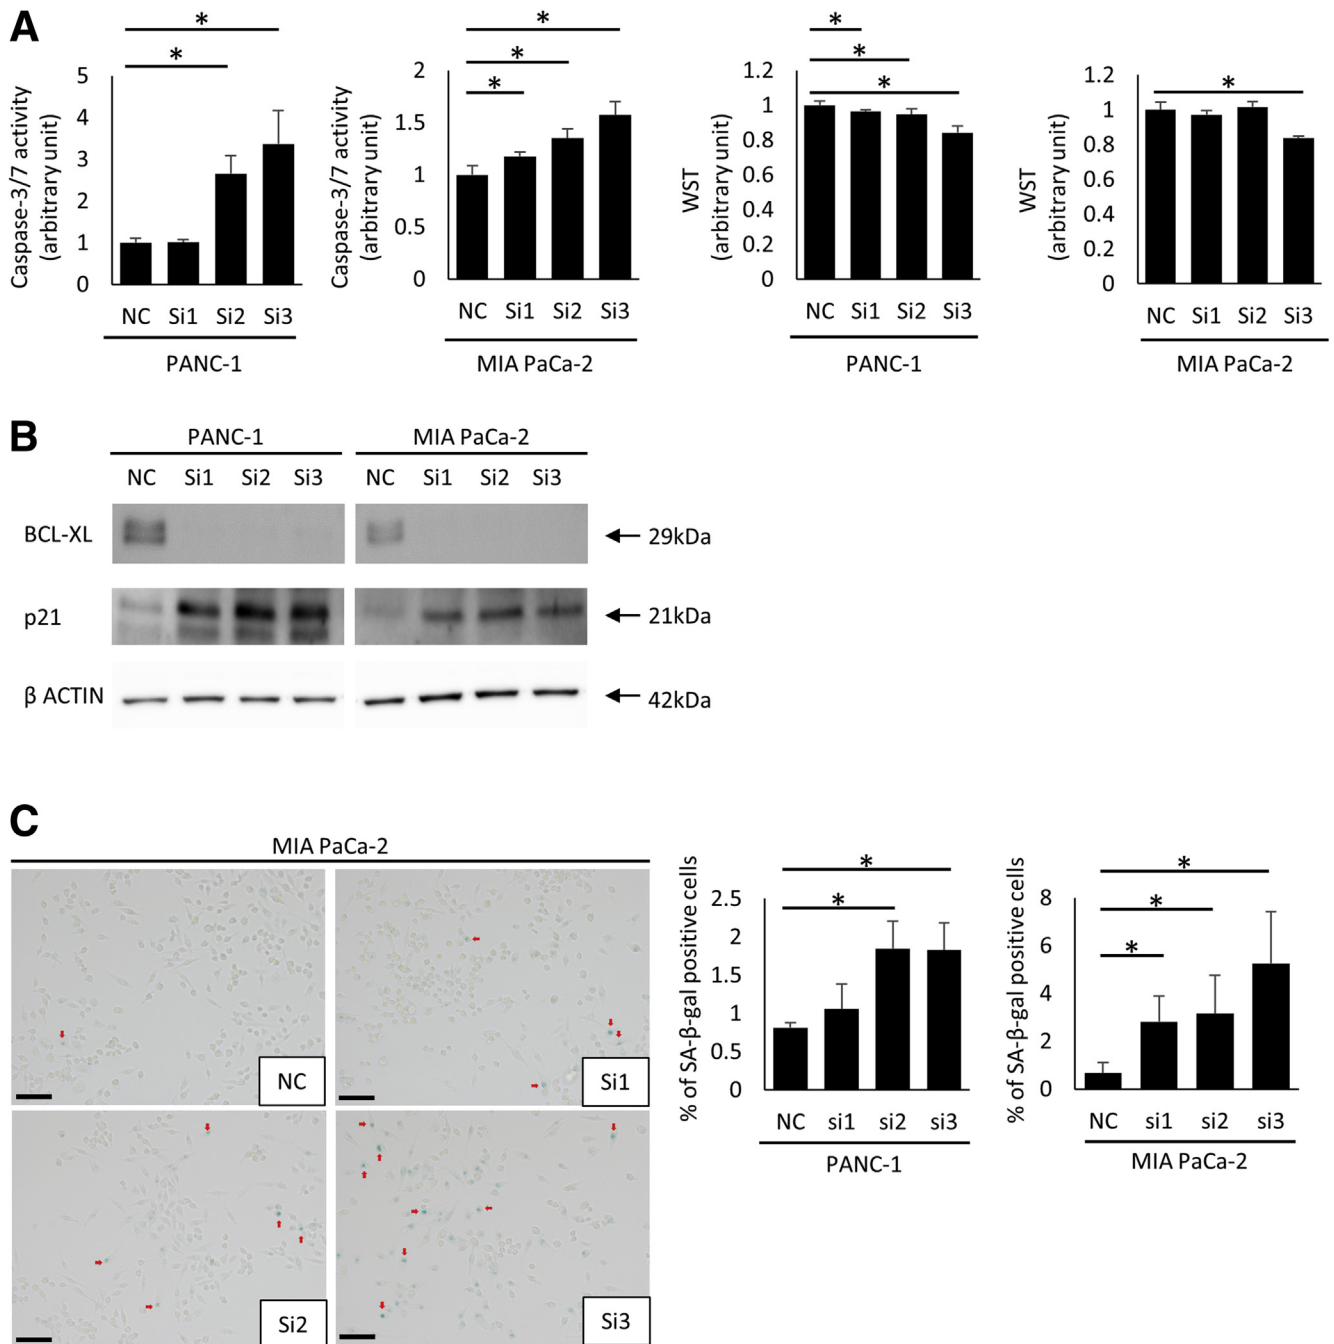 A
* * * * * * * * *
Caspase-3/7 activity
(arbitrary unit)
5
4
3
2
1
0
NC Si1 Si2 Si3
PANC-1
Caspase-3/7 activity
(arbitrary unit)
2
1.5
1
0.5
0
NC Si1 Si2 Si3
MIA PaCa-2
WST
(arbitrary unit)
1.2
1
0.8
0.6
0.4
0.2
0
NC Si1 Si2 Si3
PANC-1
WST
(arbitrary unit)
1.2
1
0.8
0.6
0.4
0.2
0
NC Si1 Si2 Si3
MIA PaCa-2
B
PANC-1 MIA PaCa-2
NC Si1 Si2 Si3 NC Si1 Si2 Si3
BCL-XL 29kDa
p21 21kDa
β ACTIN 42kDa
C
MIA PaCa-2
NC
Si1
Si2
Si3
% of SA-β-gal positive cells
* *
2.5
2
1.5
1
0.5
0
NC si1 si2 si3
PANC-1
% of SA-β-gal positive cells
* * *
8
6
4
2
0
NC si1 si2 si3
MIA PaCa-2